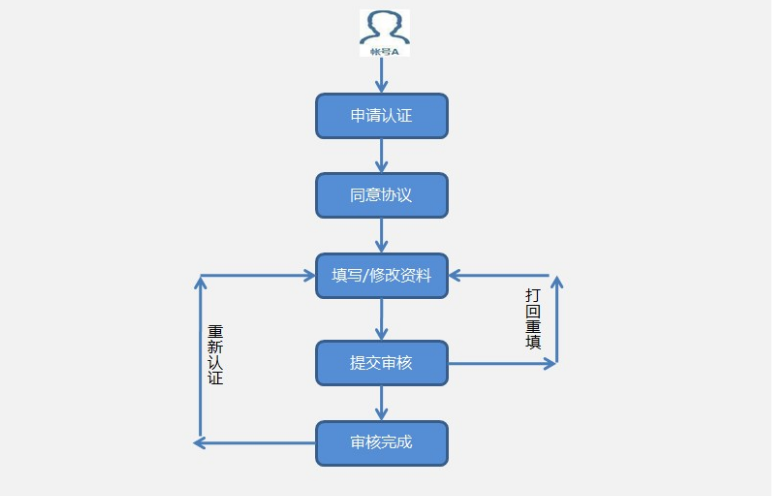 帐号A
申请认证
同意协议
填写/修改资料
打回重填
重新认证
提交审核
审核完成